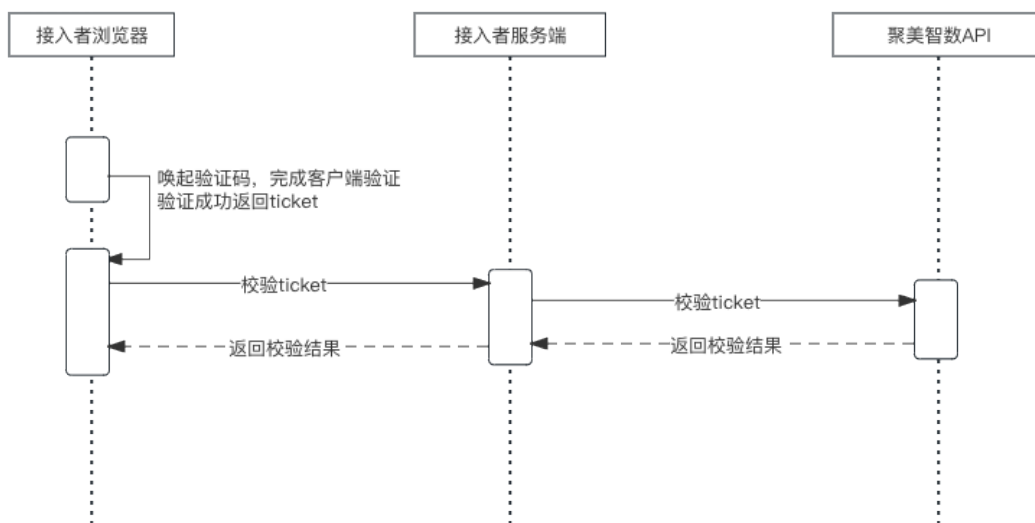 接入者浏览器
接入者服务端
聚美智数API
唤起验证码，完成客户端验证
验证成功返回ticket
校验ticket
校验ticket
返回校验结果
返回校验结果